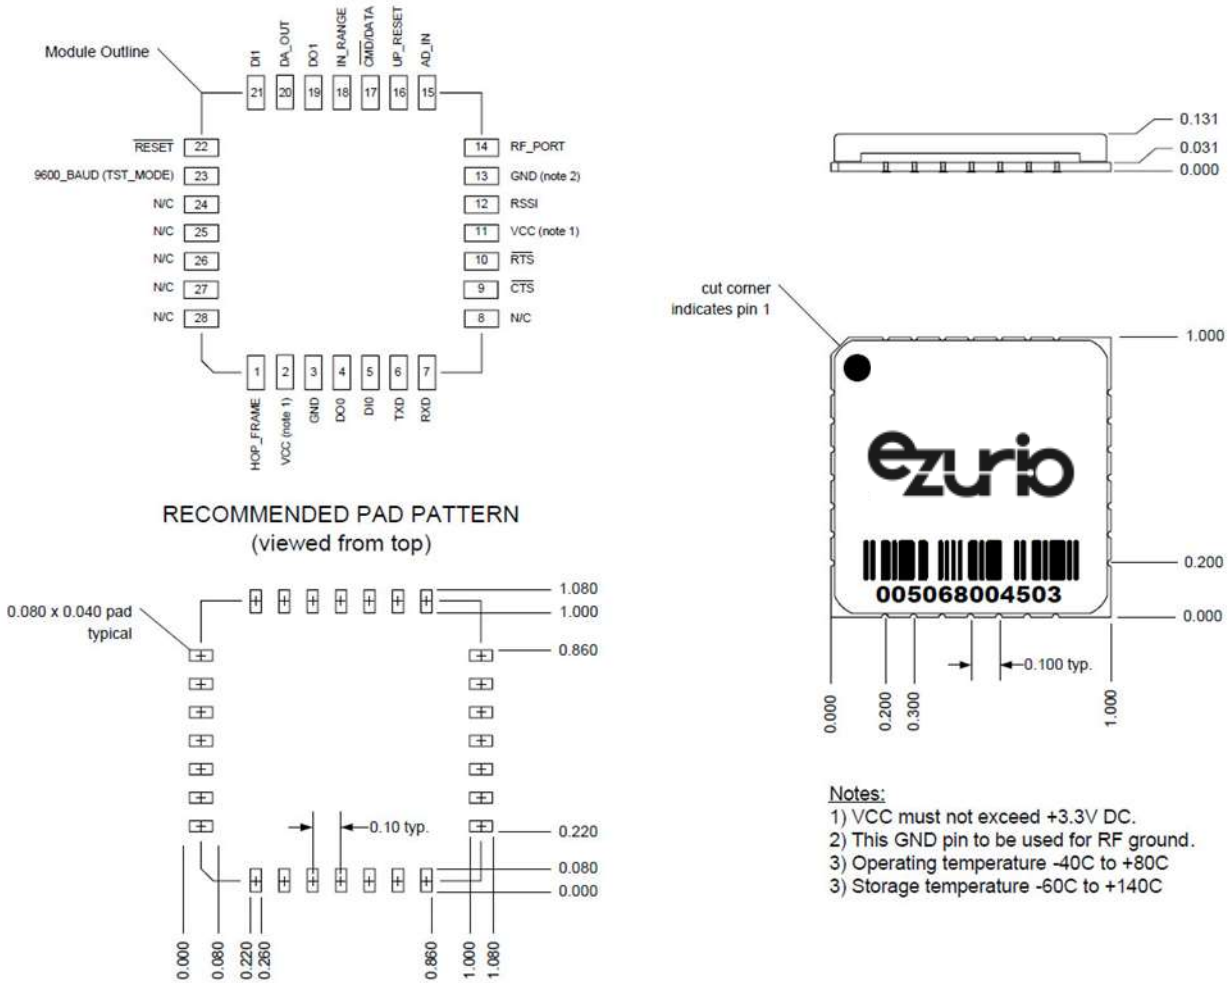 Module Outline
DI1
DA_OUT
DO1
IN_RANGE
CMD/DATA
UP_RESET
AD_IN
21
20
19
18
17
16
15
RESET
22
9600_BAUD (TST_MODE)
23
N/C
24
N/C
25
N/C
26
N/C
27
N/C
28
14
RF_PORT
13
GND (note 2)
12
RSSI
11
VCC (note 1)
10
RTS
9
CTS
8
N/C
1
2
3
4
5
6
7
HOP_FRAME
VCC (note 1)
GND
DO0
DI0
TXD
RXD
RECOMMENDED PAD PATTERN
(viewed from top)
0.080 x 0.040 pad
typical
1.080
1.000
0.860
0.10 typ.
0.220
0.080
0.000
0.000
0.080
0.220
0.260
0.860
1.000
1.080
0.131
0.031
0.000
cut corner
indicates pin 1
1.000
ezurio
005068004503
0.200
0.000
0.100 typ.
0.000
0.200
0.300
1.000
Notes:
1) VCC must not exceed +3.3V DC.
2) This GND pin to be used for RF ground.
3) Operating temperature -40C to +80C
3) Storage temperature -60C to +140C